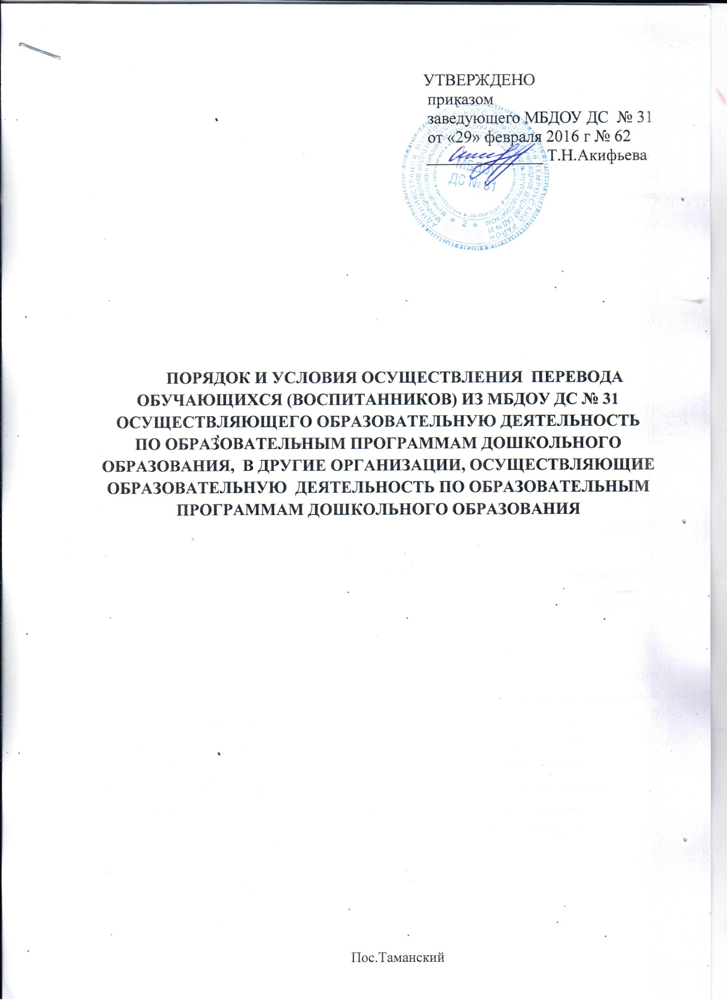 УТВЕРЖДЕНО
приказом
заведующего МБДОУ ДС № 31
от «29» февраля 2016 г № 62
Т.Н.Акифьева
МБДОУ
ДС № 31
* 2 *
ПОРЯДОК И УСЛОВИЯ ОСУЩЕСТВЛЕНИЯ ПЕРЕВОДА
ОБУЧАЮЩИХСЯ (ВОСПИТАННИКОВ) ИЗ МБДОУ ДС № 31
ОСУЩЕСТВЛЯЮЩЕГО ОБРАЗОВАТЕЛЬНУЮ ДЕЯТЕЛЬНОСТЬ
ПО ОБРАЗОВАТЕЛЬНЫМ ПРОГРАММАМ ДОШКОЛЬНОГО
ОБРАЗОВАНИЯ, В ДРУГИЕ ОРГАНИЗАЦИИ, ОСУЩЕСТВЛЯЮЩИЕ
ОБРАЗОВАТЕЛЬНУЮ ДЕЯТЕЛЬНОСТЬ ПО ОБРАЗОВАТЕЛЬНЫМ
ПРОГРАММАМ ДОШКОЛЬНОГО ОБРАЗОВАНИЯ
Пос.Таманский